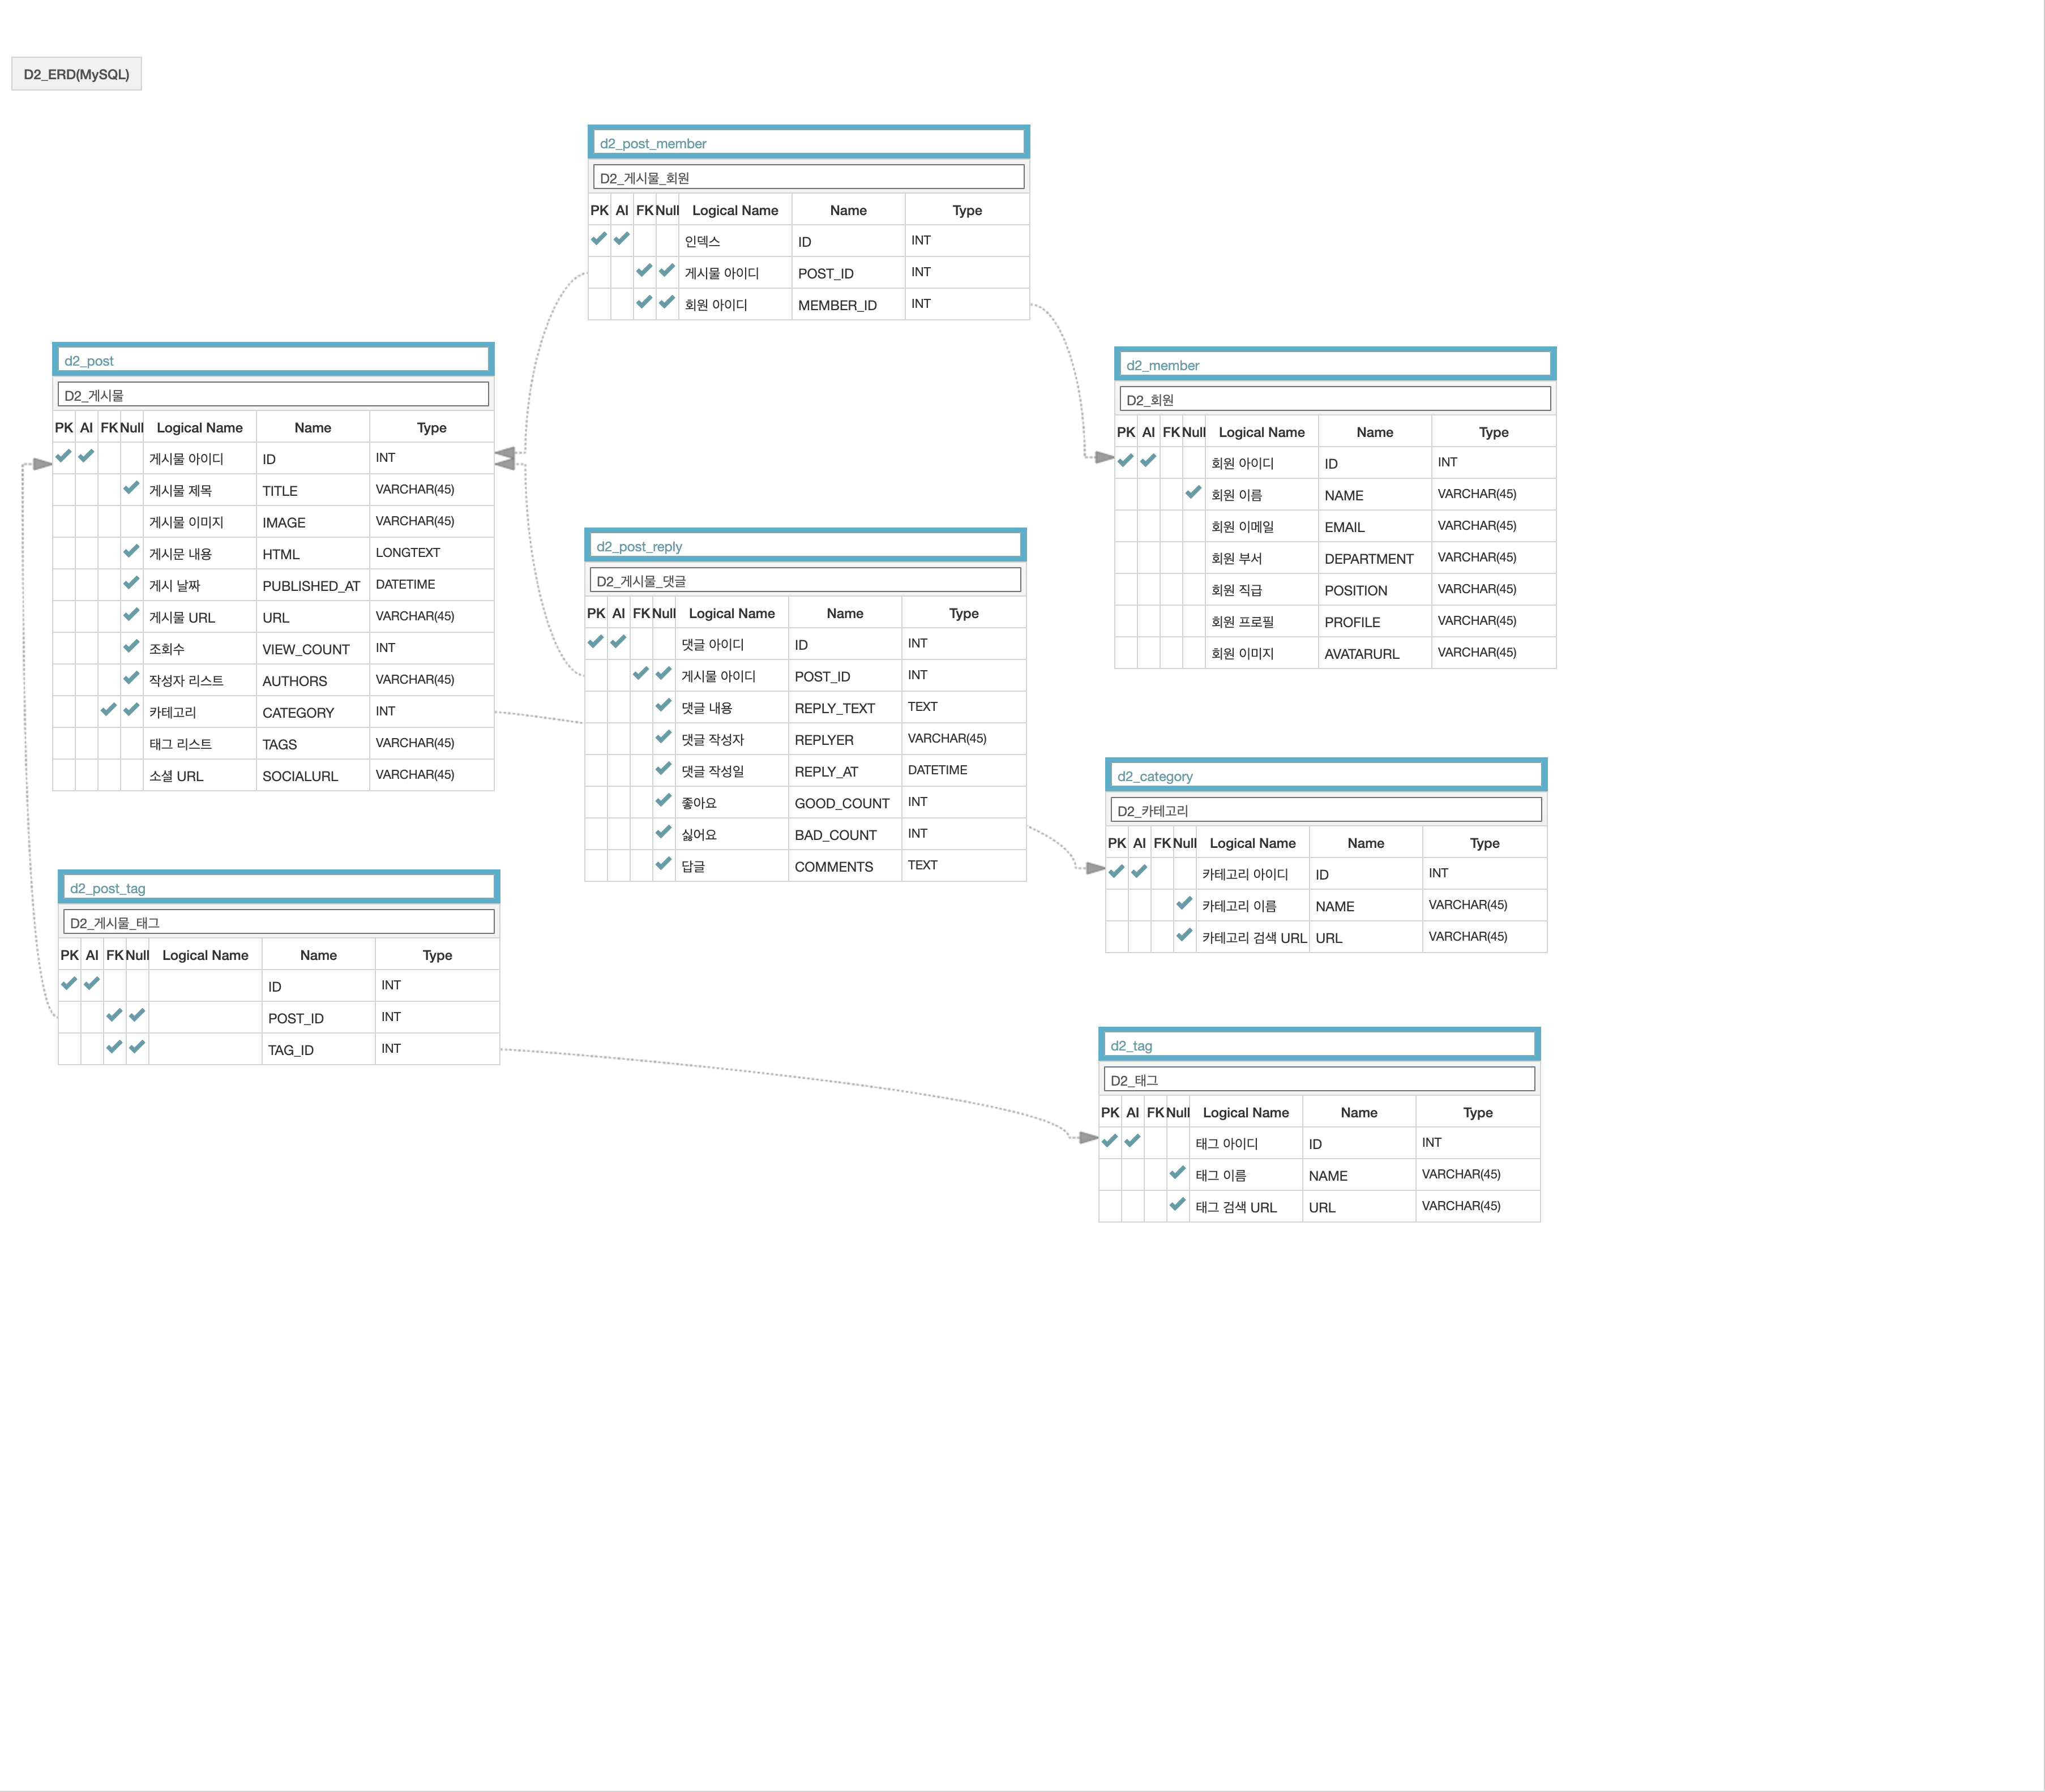 D2_ERD(MySQL)
d2_post_member
D2_게시물_회원
PK AI FK Null Logical Name Name Type
인덱스 ID INT
게시물 아이디 POST_ID INT
회원 아이디 MEMBER_ID INT
d2_post
D2_게시물
PK AI FK Null Logical Name Name Type
게시물 아이디 ID INT
게시물 제목 TITLE VARCHAR(45)
게시물 이미지 IMAGE VARCHAR(45)
게시문 내용 HTML LONGTEXT
게시 날짜 PUBLISHED_AT DATETIME
게시물 URL URL VARCHAR(45)
조회수 VIEW_COUNT INT
작성자 리스트 AUTHORS VARCHAR(45)
카테고리 CATEGORY INT
태그 리스트 TAGS VARCHAR(45)
소셜 URL SOCIALURL VARCHAR(45)
d2_member
D2_회원
PK AI FK Null Logical Name Name Type
회원 아이디 ID INT
회원 이름 NAME VARCHAR(45)
회원 이메일 EMAIL VARCHAR(45)
회원 부서 DEPARTMENT VARCHAR(45)
회원 직급 POSITION VARCHAR(45)
회원 프로필 PROFILE VARCHAR(45)
회원 이미지 AVATARURL VARCHAR(45)
d2_post_reply
D2_게시물_댓글
PK AI FK Null Logical Name Name Type
댓글 아이디 ID INT
게시물 아이디 POST_ID INT
댓글 내용 REPLY_TEXT TEXT
댓글 작성자 REPLYER VARCHAR(45)
댓글 작성일 REPLY_AT DATETIME
좋아요 GOOD_COUNT INT
싫어요 BAD_COUNT INT
답글 COMMENTS TEXT
d2_category
D2_카테고리
PK AI FK Null Logical Name Name Type
카테고리 아이디 ID INT
카테고리 이름 NAME VARCHAR(45)
카테고리 검색 URL URL VARCHAR(45)
d2_post_tag
D2_게시물_태그
PK AI FK Null Logical Name Name Type
ID INT
POST_ID INT
TAG_ID INT
d2_tag
D2_태그
PK AI FK Null Logical Name Name Type
태그 아이디 ID INT
태그 이름 NAME VARCHAR(45)
태그 검색 URL URL VARCHAR(45)